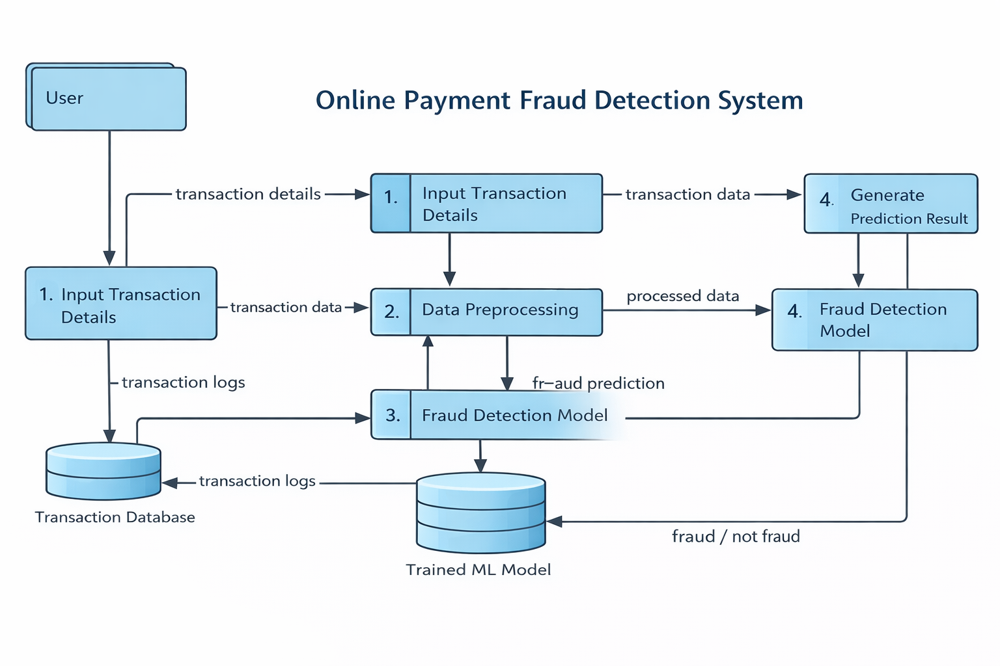 User
Online Payment Fraud Detection System
transaction details
1.
Input Transaction
Details
transaction data
4.
Generate
Prediction Result
1. Input Transaction
Details
transaction data
2.
Data Preprocessing
processed data
4.
Fraud Detection
Model
transaction logs
fr–aud prediction
3.
Fraud Detection Model
transaction logs
Transaction Database
fraud / not fraud
Trained ML Model